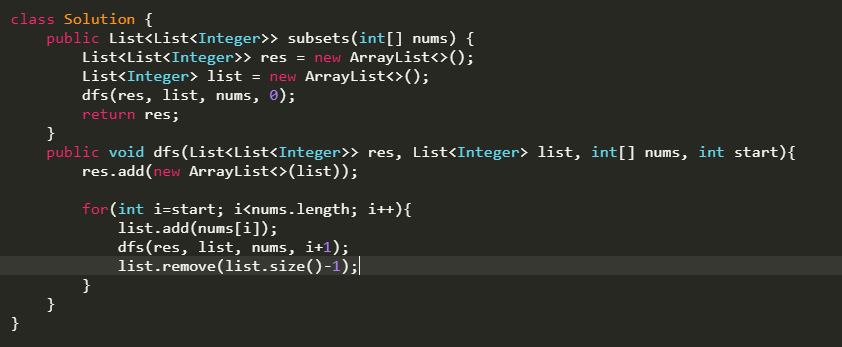 class Solution {
    public List<List<Integer>> subsets(int[] nums) {
        List<List<Integer>> res = new ArrayList<>();
        List<Integer> list = new ArrayList<>();
        dfs(res, list, nums, 0);
        return res;
    }
    public void dfs(List<List<Integer>> res, List<Integer> list, int[] nums, int start){
        res.add(new ArrayList<>(list));

        for(int i=start; i<nums.length; i++){
            list.add(nums[i]);
            dfs(res, list, nums, i+1);
            list.remove(list.size()-1);
        }
    }
}